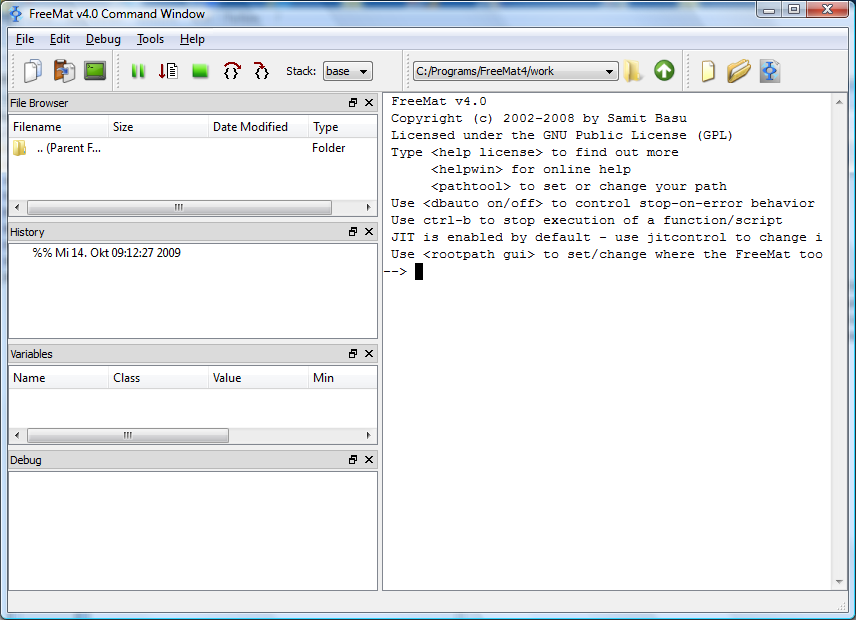 FreeMat v4.0 Command Window
File Edit Debug Tools Help
Stack: base C:/Programs/FreeMat4/work
File Browser
Filename Size Date Modified Type
.. (Parent F... Folder
History
%% Mi 14. Okt 09:12:27 2009
Variables
Name Class Value Min
Debug
FreeMat v4.0
Copyright (c) 2002-2008 by Samit Basu
Licensed under the GNU Public License (GPL)
Type <help license> to find out more
<helpwin> for online help
<pathtool> to set or change your path
Use <dbauto on/off> to control stop-on-error behavior
Use ctrl-b to stop execution of a function/script
JIT is enabled by default - use jitcontrol to change i
Use <rootpath gui> to set/change where the FreeMat too
-->